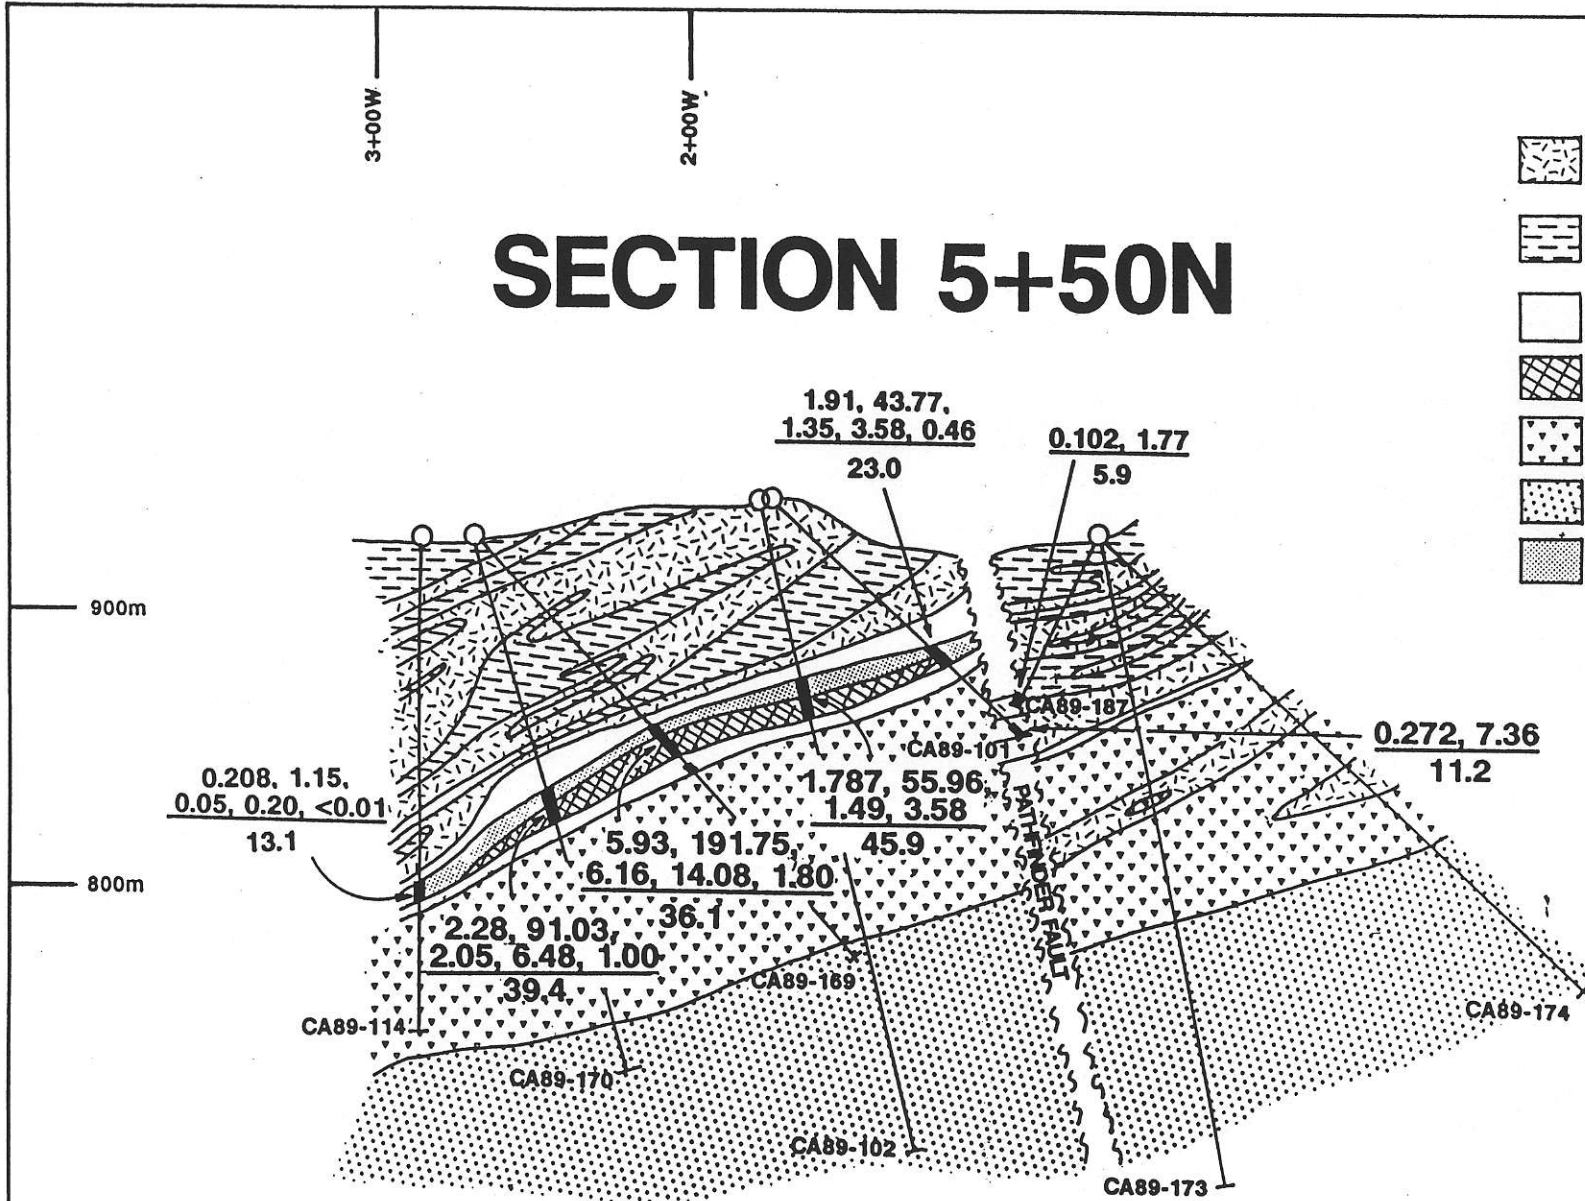 3+00W
2+00W
SECTION 5+50N
1.91, 43.77,
1.35, 3.58, 0.46
23.0
0.102, 1.77
5.9
900m
CA89-187
CA89-101
0.272, 7.36
11.2
0.208, 1.15,
0.05, 0.20, <0.01
13.1
1.787, 55.96,
1.49, 3.58
45.9
5.93, 191.75,
6.16, 14.08, 1.80
36.1
800m
PATHFINDER FAULT
2.28, 91.03,
2.05, 6.48, 1.00
39.4
CA89-169
CA89-174
CA89-114
CA89-170
CA89-102
CA89-173